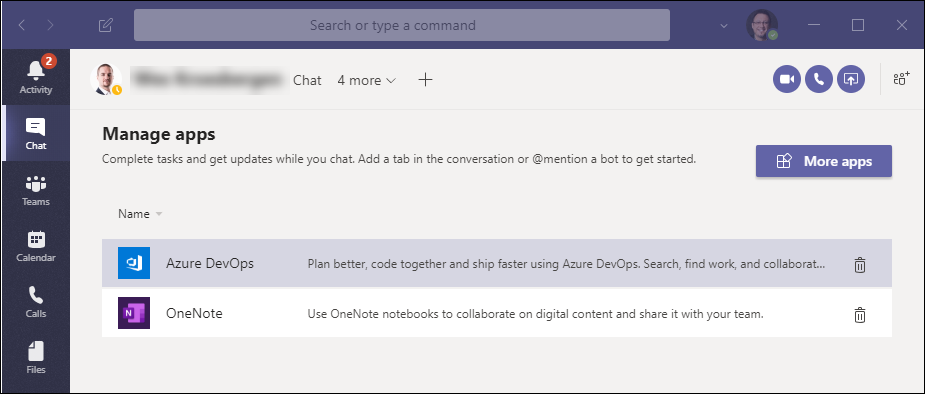 Search or type a command
2
Activity
Chat
Teams
Calendar
Calls
Files
Chat 4 more
Manage apps
Complete tasks and get updates while you chat. Add a tab in the conversation or @mention a bot to get started.
More apps
Name
Azure DevOps Plan better, code together and ship faster using Azure DevOps. Search, find work, and collaborat...
N OneNote Use OneNote notebooks to collaborate on digital content and share it with your team.